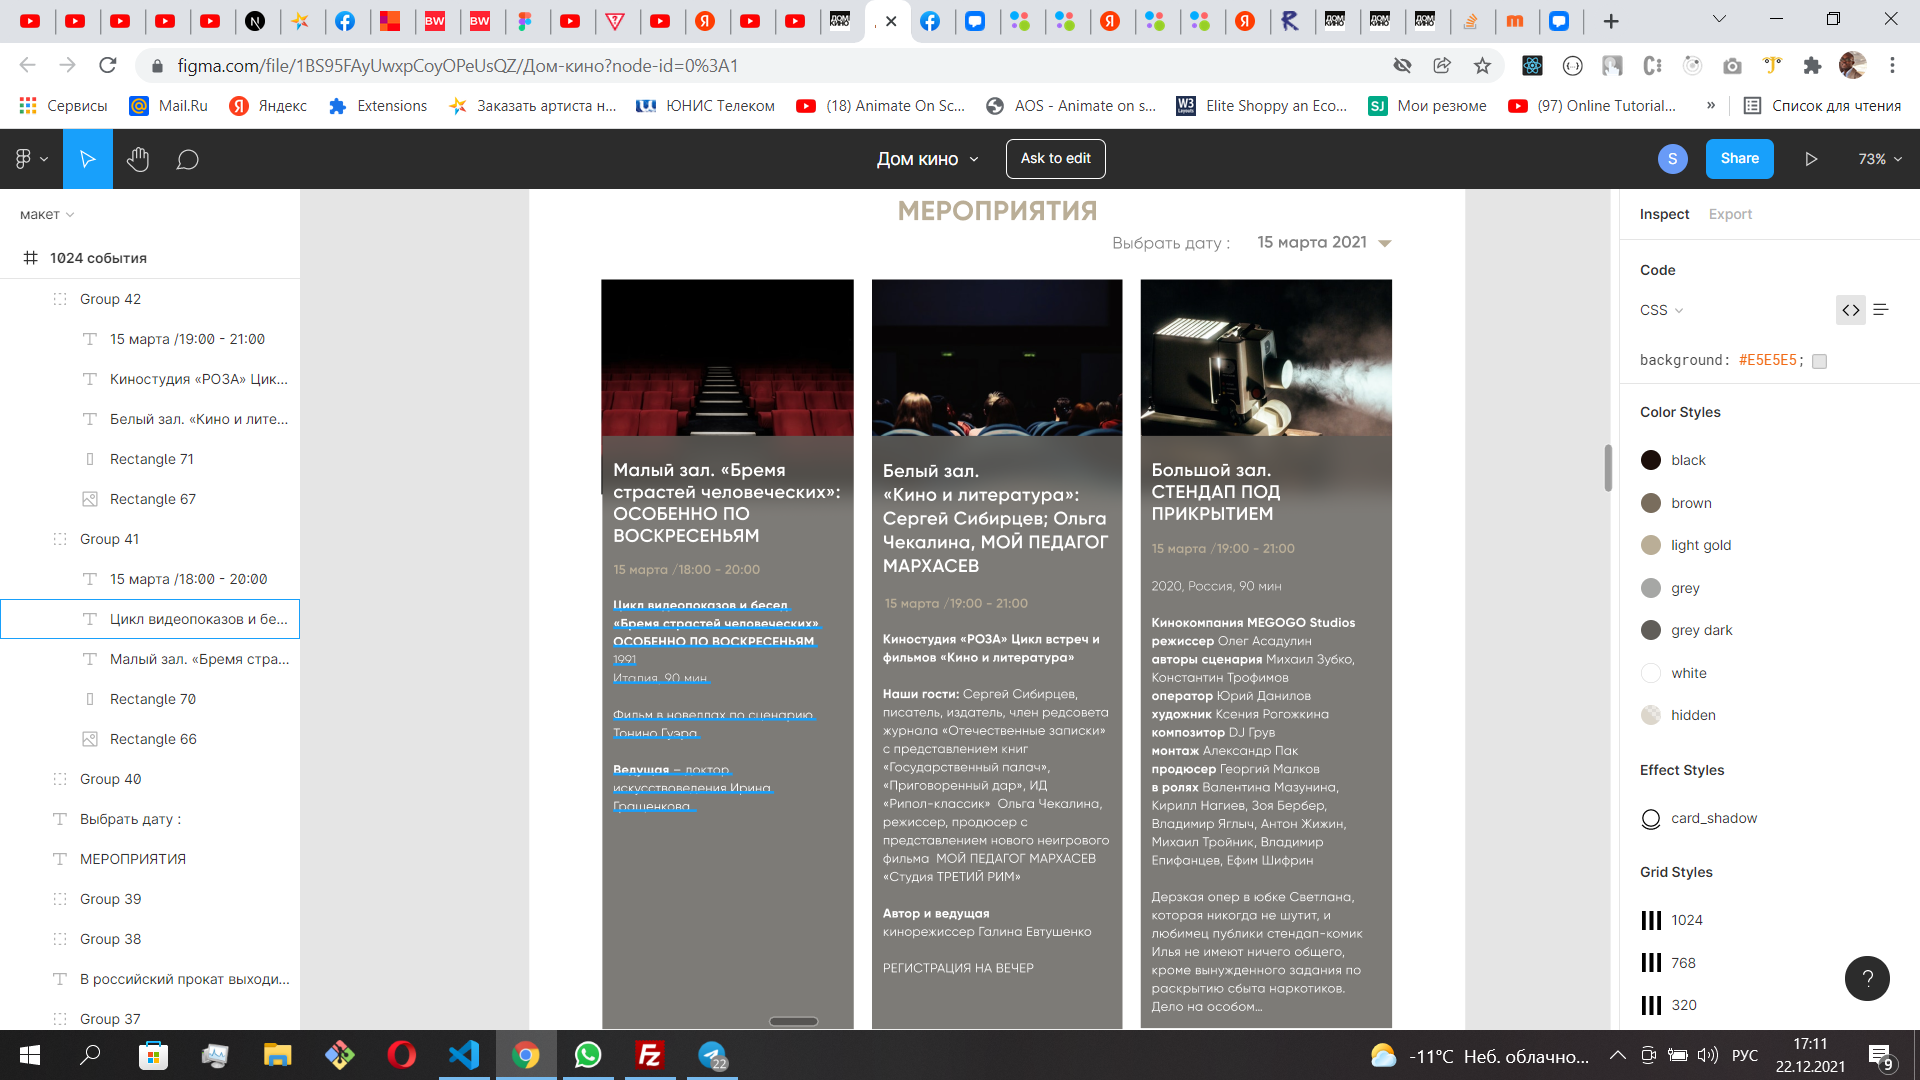 figma.com/file/1BS95FAyUwxpCoyOPeUsQZ/Дом-кино?node-id=0%3A1
Сервисы
Mail.Ru
Яндекс
Extensions
Заказать артиста н...
ЮНИС Телеком
(18) Animate On Sc...
AOS - Animate on s...
Elite Shoppy an Eco...
Мои резюме
(97) Online Tutorial...
»
Список для чтения
Дом кино
Ask to edit
S
Share
73%
макет
1024 события
Group 42
15 марта /19:00 - 21:00
Киностудия «РОЗА» Цик...
Белый зал. «Кино и лите...
Rectangle 71
Rectangle 67
Group 41
15 марта /18:00 - 20:00
Цикл видеопоказов и бе...
Малый зал. «Бремя стра...
Rectangle 70
Rectangle 66
Group 40
Выбрать дату :
МЕРОПРИЯТИЯ
Group 39
Group 38
В российский прокат выходи...
Group 37
МЕРОПРИЯТИЯ
Выбрать дату :
15 марта 2021
Малый зал. «Бремя
страстей человеческих»:
ОСОБЕННО ПО
ВОСКРЕСЕНЬЯМ
15 марта /18:00 - 20:00
Цикл видеопоказов и бесед
«Бремя страстей человеческих»
ОСОБЕННО ПО ВОСКРЕСЕНЬЯМ
1991
Италия, 90 мин.
Фильм в новеллах по сценарию
Тонино Гуэра.
Ведущая – доктор
искусствоведения Ирина
Гращенкова.
Белый зал.
«Кино и литература»:
Сергей Сибирцев; Ольга
Чекалина, МОЙ ПЕДАГОГ
МАРХАСЕВ
15 марта /19:00 - 21:00
Киностудия «РОЗА» Цикл встреч и
фильмов «Кино и литература»
Наши гости: Сергей Сибирцев,
писатель, издатель, член редсовета
журнала «Отечественные записки»
с представлением книг
«Государственный палач»,
«Приговоренный дар», ИД
«Рипол-классик» Ольга Чекалина,
режиссер, продюсер с
представлением нового неигрового
фильма МОЙ ПЕДАГОГ МАРХАСЕВ
«Студия ТРЕТИЙ РИМ»
Автор и ведущая
кинорежиссер Галина Евтушенко
РЕГИСТРАЦИЯ НА ВЕЧЕР
Большой зал.
СТЕНДАП ПОД
ПРИКРЫТИЕМ
15 марта /19:00 - 21:00
2020, Россия, 90 мин
Кинокомпания MEGOGO Studios
режиссер Олег Асадулин
авторы сценария Михаил Зубко,
Константин Трофимов
оператор Юрий Данилов
художник Ксения Рогожкина
композитор DJ Грув
монтаж Александр Пак
продюсер Георгий Малков
в ролях Валентина Мазунина,
Кирилл Нагиев, Зоя Бербер,
Владимир Яглыч, Антон Жижин,
Михаил Тройник, Владимир
Епифанцев, Ефим Шифрин
Дерзкая опер в юбке Светлана,
которая никогда не шутит, и
любимец публики стендап-комик
Илья не имеют ничего общего,
кроме вынужденного задания по
раскрытию сбыта наркотиков.
Дело на особом...
Inspect
Export
Code
CSS
background: #E5E5E5;
Color Styles
black
brown
light gold
grey
grey dark
white
hidden
Effect Styles
card_shadow
Grid Styles
1024
768
320
?
22
-11°C Неб. облачно...
РУС
17:11
22.12.2021
9